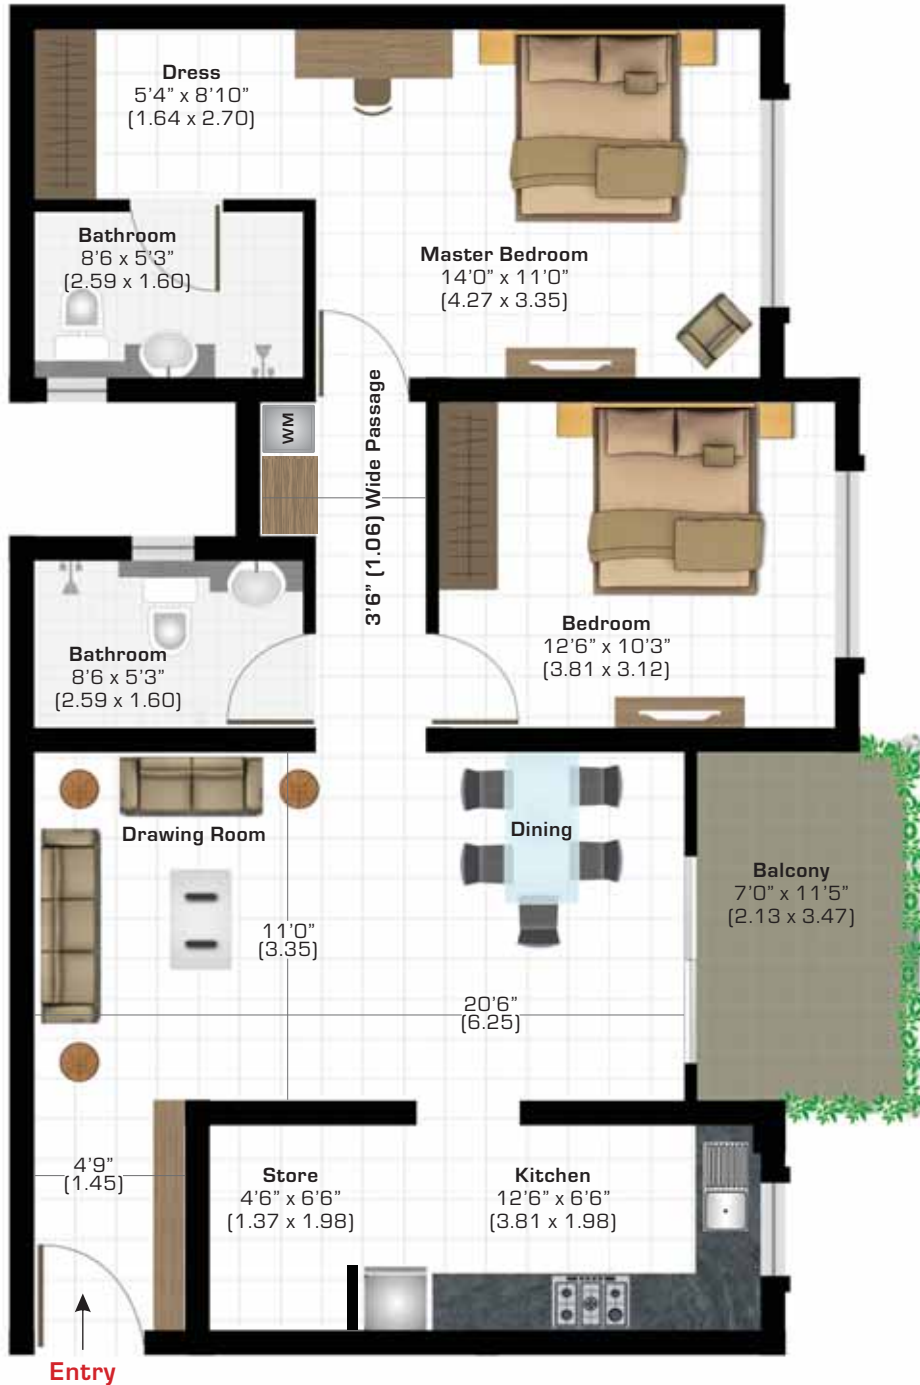 Dress
5'4” x 8'10”
(1.64 x 2.70)
Bathroom
8'6 x 5'3”
(2.59 x 1.60)
Master Bedroom
14'0” x 11'0”
(4.27 x 3.35)
WM
3'6” (1.06) Wide Passage
Bedroom
12'6” x 10'3”
(3.81 x 3.12)
Bathroom
8'6 x 5'3”
(2.59 x 1.60)
Drawing Room
Dining
Balcony
7'0” x 11'5”
(2.13 x 3.47)
11'0”
(3.35)
20'6”
(6.25)
4'9”
(1.45)
Store
4'6” x 6'6”
(1.37 x 1.98)
Kitchen
12'6” x 6'6”
(3.81 x 1.98)
Entry